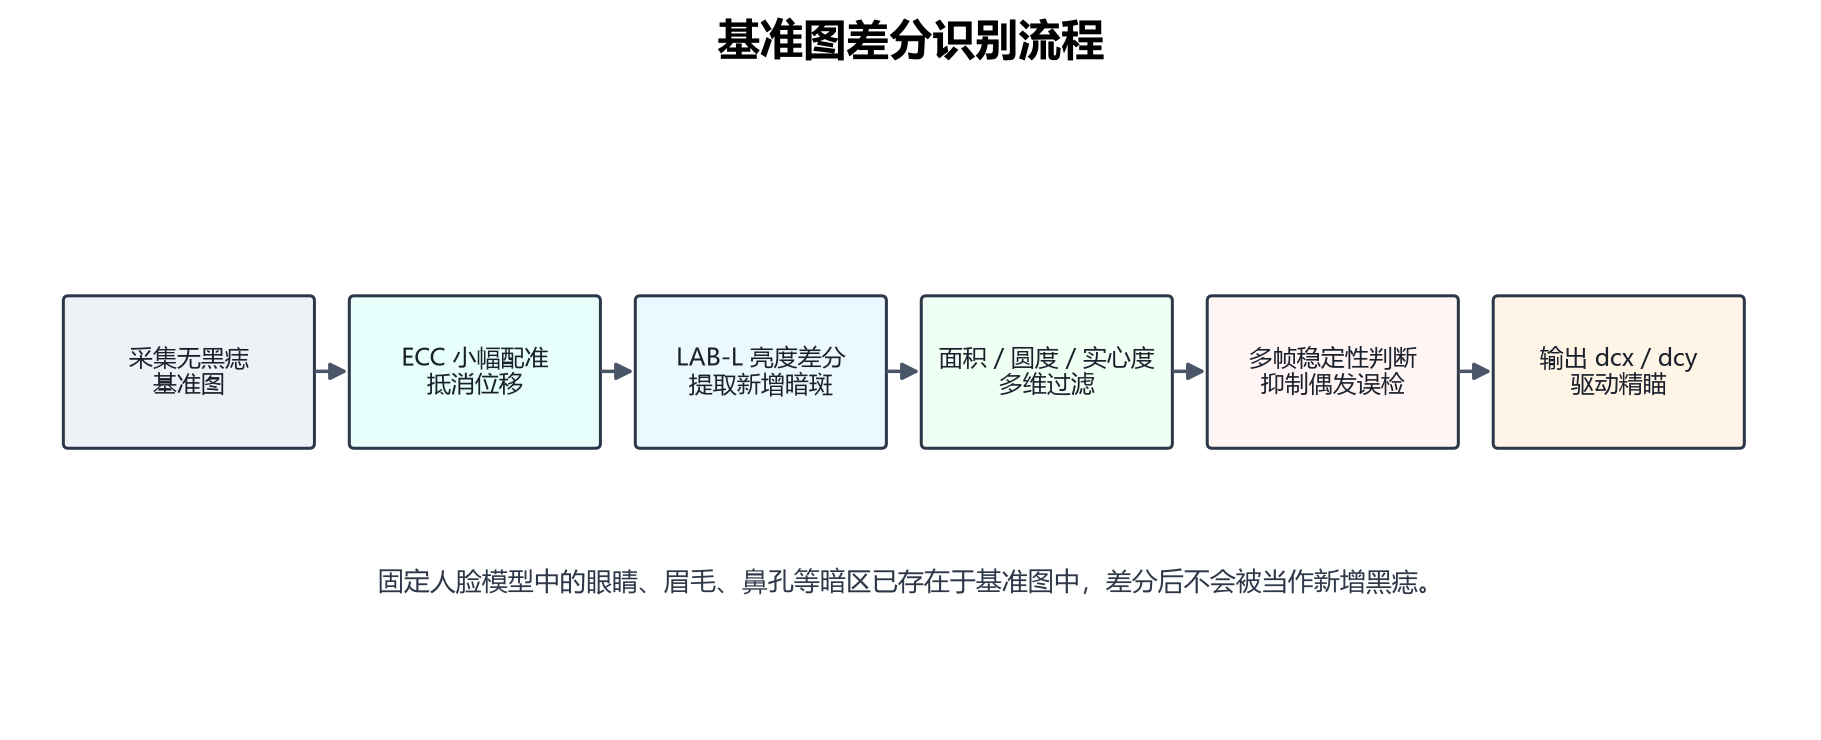 基准图差分识别流程
采集无黑痣
基准图
ECC 小幅配准
抵消位移
LAB-L 亮度差分
提取新增暗斑
面积 / 圆度 / 实心度
多维过滤
多帧稳定性判断
抑制偶发误检
输出 dcx / dcy
驱动精瞄
固定人脸模型中的眼睛、眉毛、鼻孔等暗区已存在于基准图中，差分后不会被当作新增黑痣。